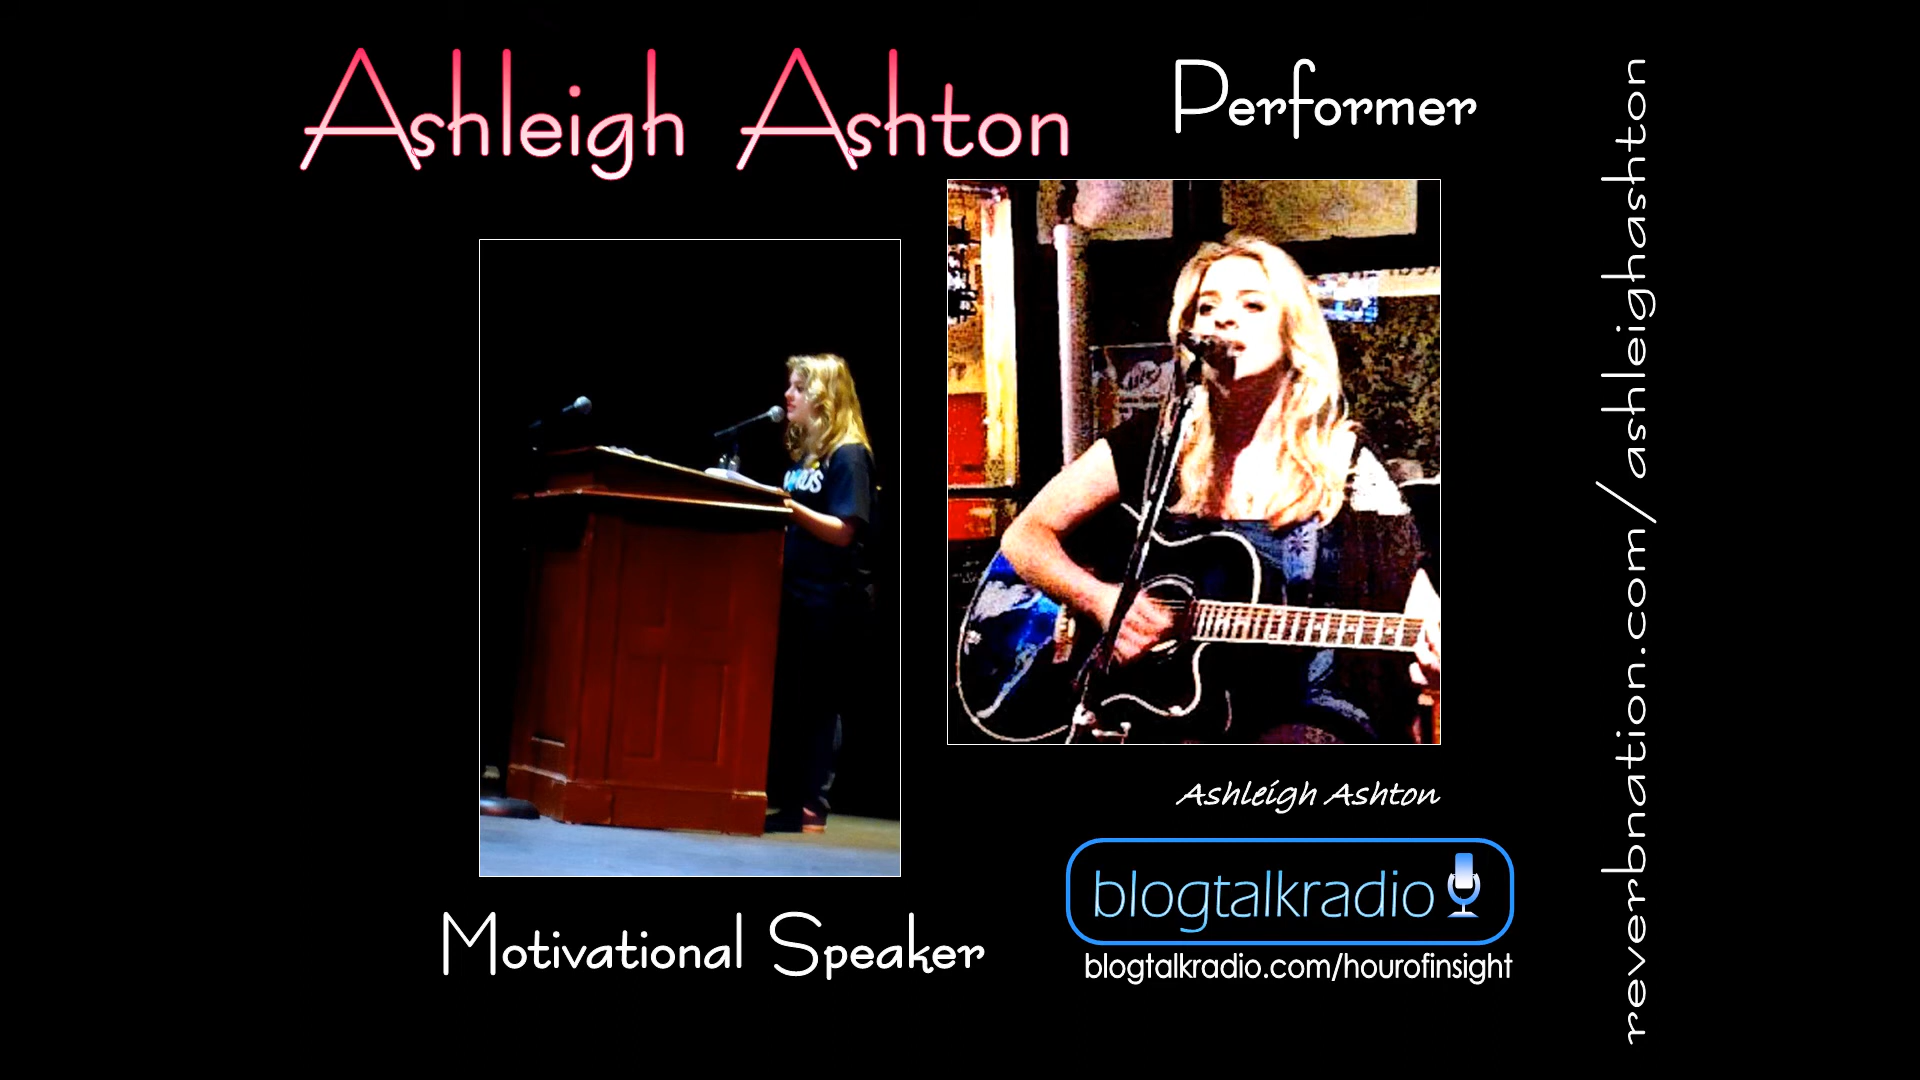 Ashleigh Ashton
Performer
Motivational Speaker
Ashleigh Ashton
blogtalkradio
blogtalkradio.com/hourofinsight
reverbnation.com/ashleighashton